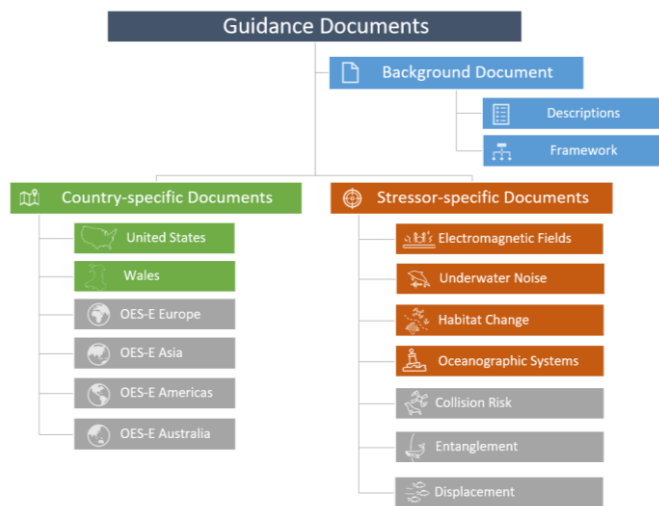 Guidance Documents
Background Document
Descriptions
Framework
Country-specific Documents
United States
Wales
OES-E Europe
OES-E Asia
OES-E Americas
OES-E Australia
Stressor-specific Documents
Electromagnetic Fields
Underwater Noise
Habitat Change
Oceanographic Systems
Collision Risk
Entanglement
Displacement